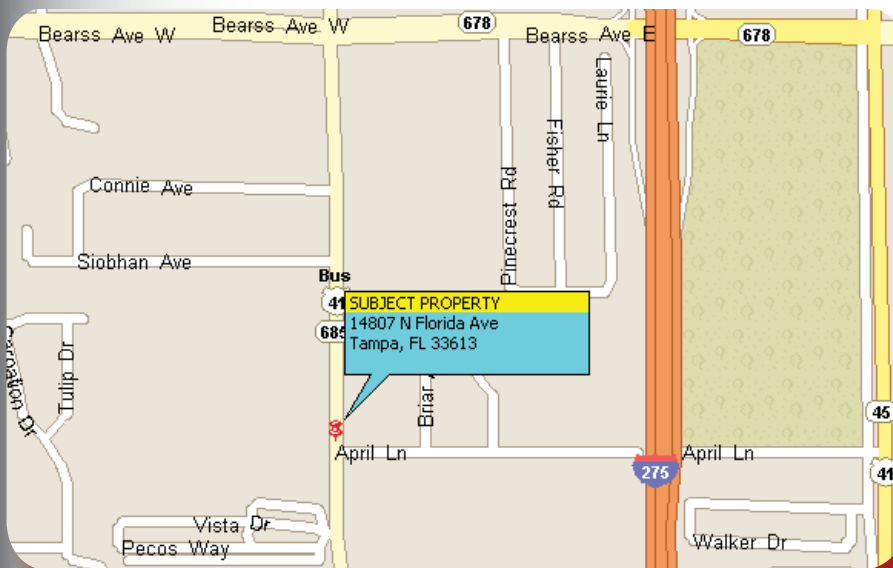 Bearss Ave W
Bearss Ave W
678
Bearss Ave E
678
Laurie Ln
Fisher Rd
Pinecrest Rd
Connie Ave
Siobhan Ave
Bus
41
685
SUBJECT PROPERTY
14807 N Florida Ave
Tampa, FL 33613
Tulip Dr
Dr
Briar
45
April Ln
April Ln
275
41
Vista Dr
Pecos Way
Walker Dr